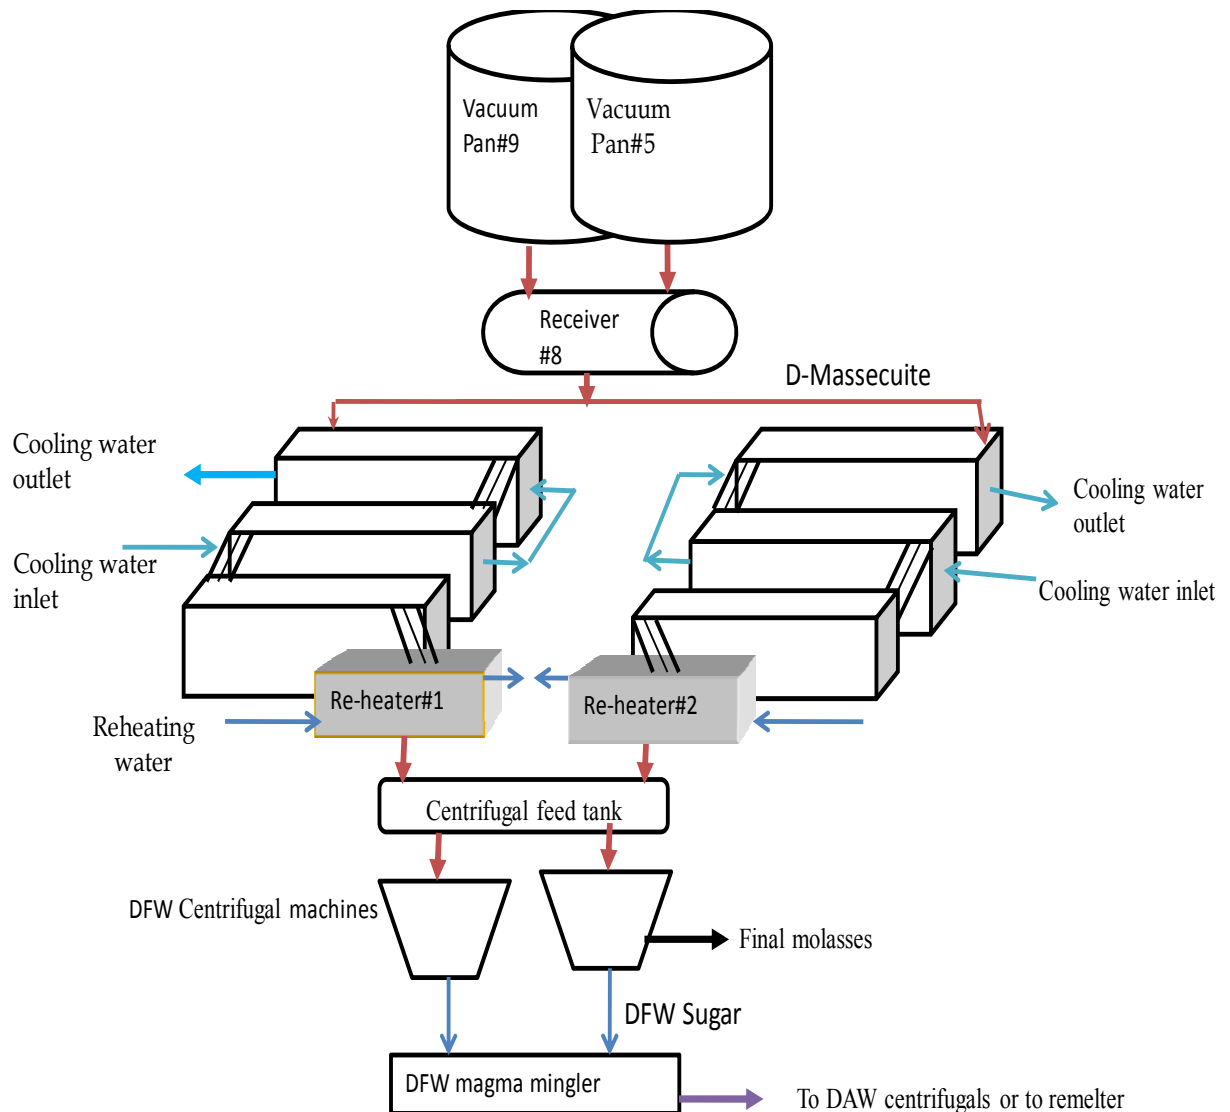 Vacuum
Pan#9
Vacuum
Pan#5
Receiver
#8
D-Massecuite
Cooling water
outlet
Cooling water
outlet
Cooling water
inlet
Cooling water inlet
Re-heater#1
Re-heater#2
Reheating
water
Centrifugal feed tank
DFW Centrifugal machines
Final molasses
DFW Sugar
DFW magma mingler
To DAW centrifugals or to remelter